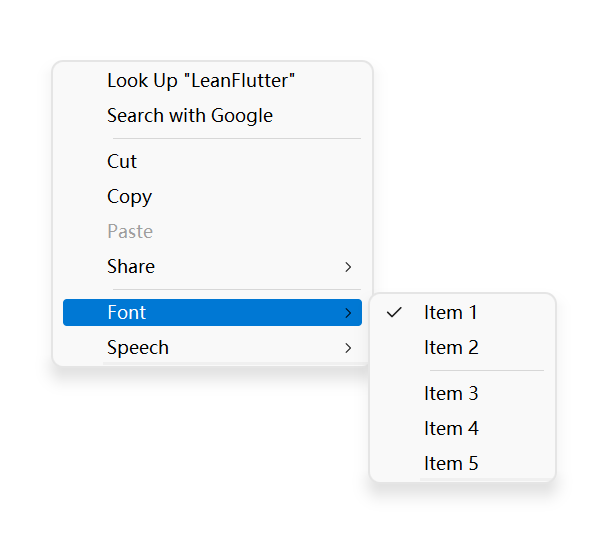 Look Up "LeanFlutter"
Search with Google
Cut
Copy
Paste
Share
Font
Speech
Item 1
Item 2
Item 3
Item 4
Item 5